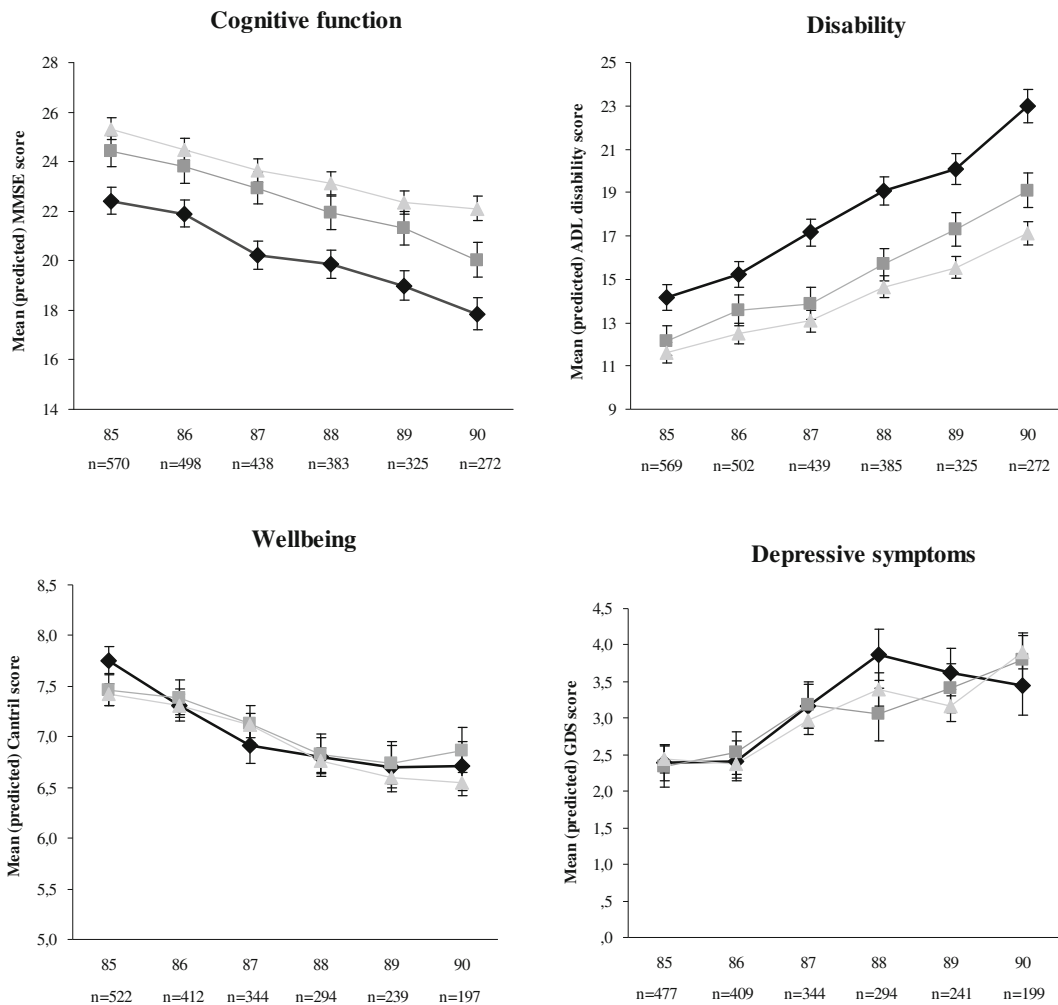 Cognitive function
Mean (predicted) MMSE score
28
26
24
22
20
18
16
14
85 86 87 88 89 90
n=570 n=498 n=438 n=383 n=325 n=272
Disability
Mean (predicted) ADL disability score
25
23
21
19
17
15
13
11
9
85 86 87 88 89 90
n=569 n=502 n=439 n=385 n=325 n=272
Wellbeing
Mean (predicted) Cantril score
8,5
8,0
7,5
7,0
6,5
6,0
5,5
5,0
85 86 87 88 89 90
n=522 n=412 n=344 n=294 n=239 n=197
Depressive symptoms
Mean (predicted) GDS score
4,5
4,0
3,5
3,0
2,5
2,0
1,5
1,0
,5
,0
85 86 87 88 89 90
n=477 n=409 n=344 n=294 n=241 n=199